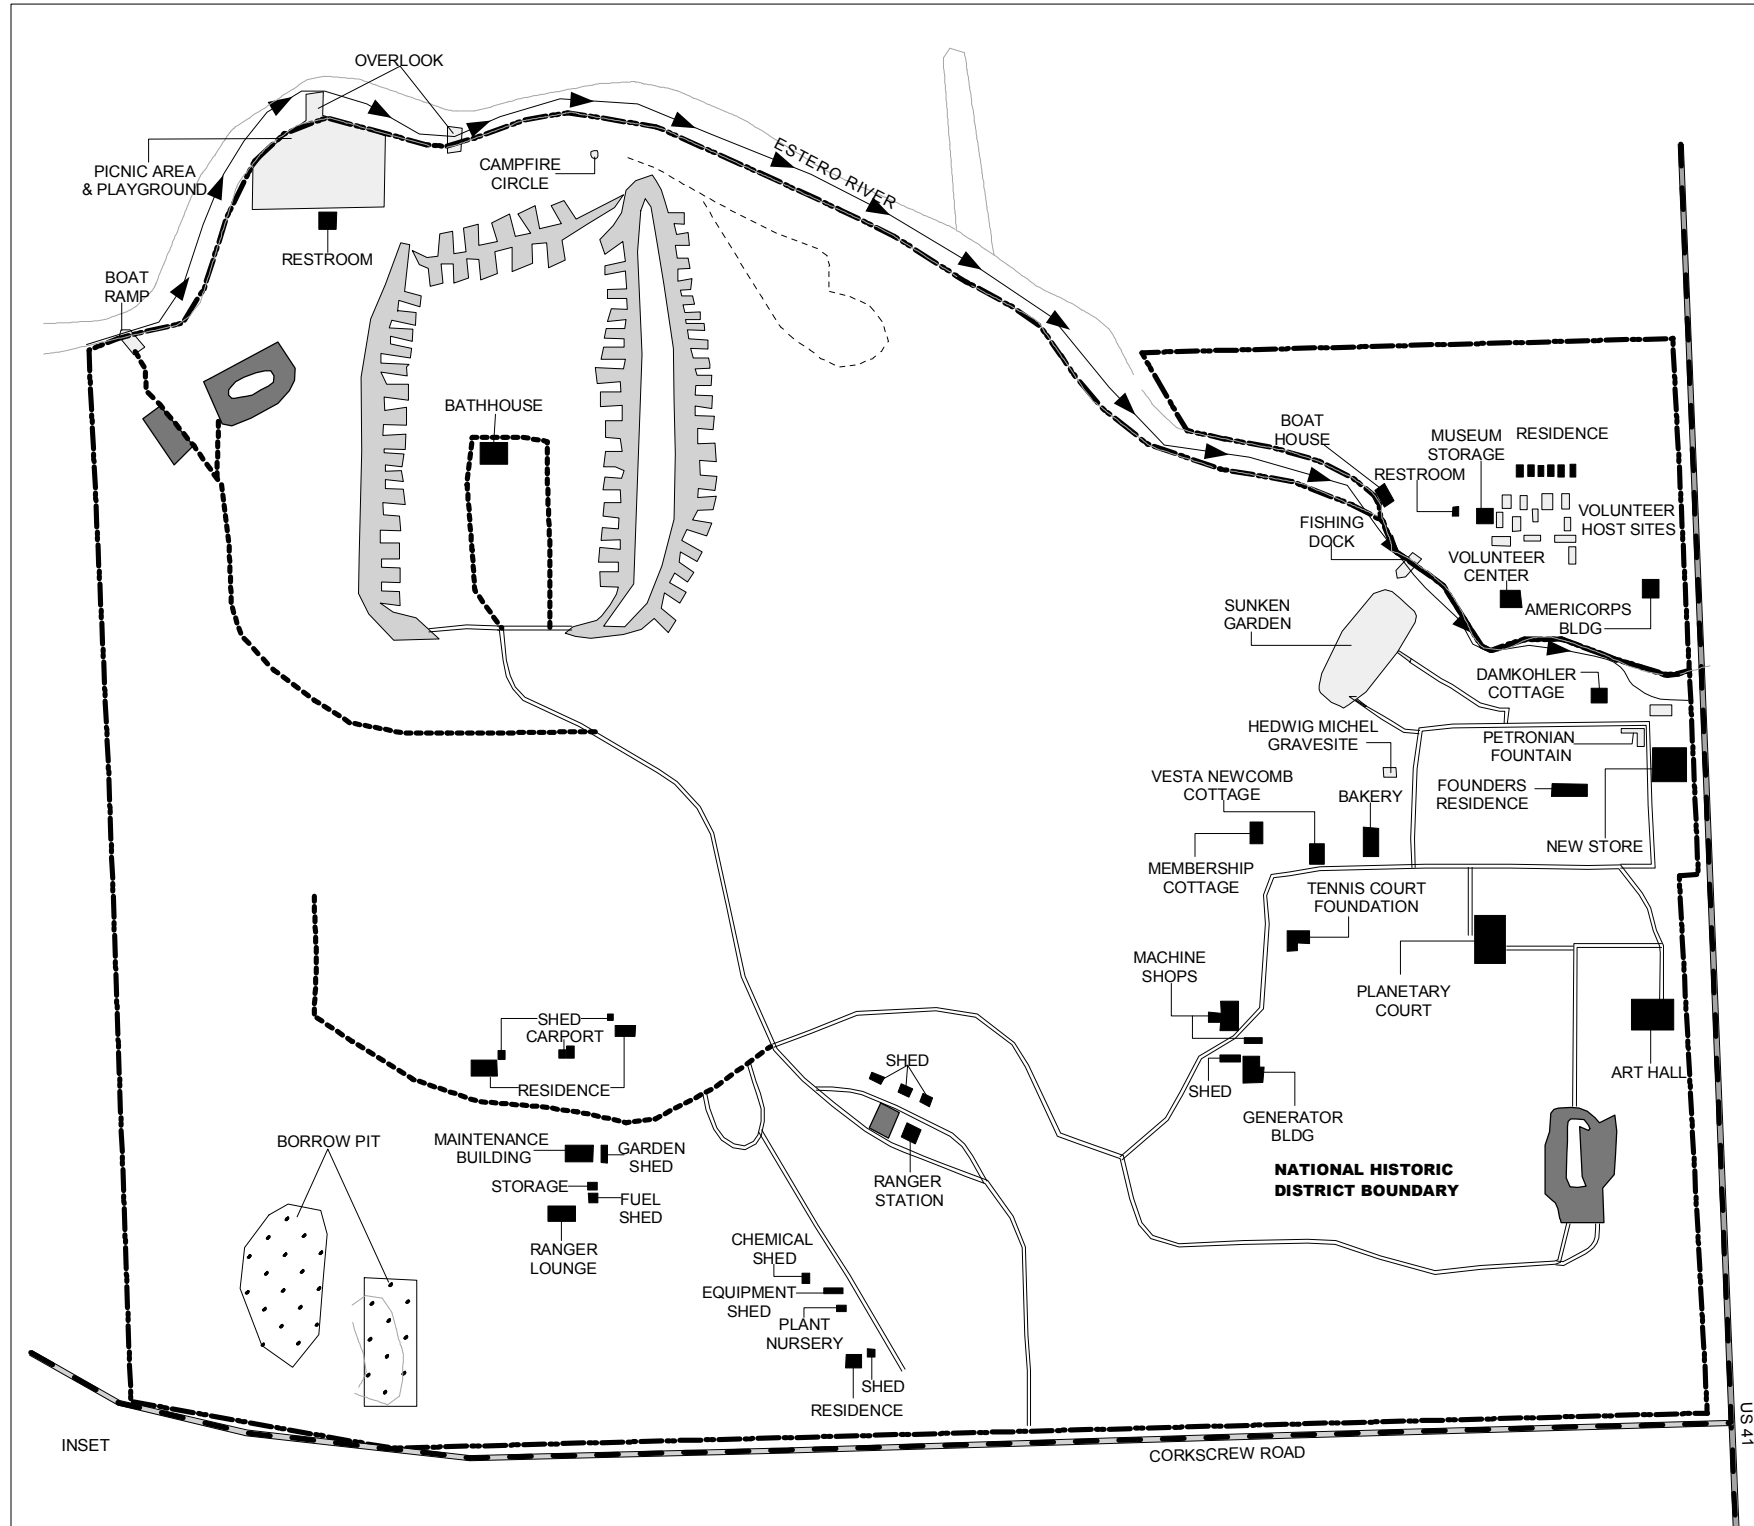 OVERLOOK
PICNIC AREA
& PLAYGROUND
CAMPFIRE
CIRCLE
ESTERO RIVER
RESTROOM
BOAT
RAMP
BATHHOUSE
BOAT
HOUSE
MUSEUM
STORAGE
RESIDENCE
RESTROOM
FISHING
DOCK
VOLUNTEER
HOST SITES
VOLUNTEER
CENTER
SUNKEN
GARDEN
AMERICORPS
BLDG
DAMKOHLER
COTTAGE
HEDWIG MICHEL
GRAVESITE
PETRONIAN
FOUNTAIN
VESTA NEWCOMB
COTTAGE
BAKERY
FOUNDERS
RESIDENCE
NEW STORE
MEMBERSHIP
COTTAGE
TENNIS COURT
FOUNDATION
MACHINE
SHOPS
PLANETARY
COURT
SHED
CARPORT
RESIDENCE
SHED
SHED
ART HALL
GENERATOR
BLDG
BORROW PIT
MAINTENANCE
BUILDING
GARDEN
SHED
STORAGE
FUEL
SHED
RANGER
STATION
NATIONAL HISTORIC
DISTRICT BOUNDARY
RANGER
LOUNGE
CHEMICAL
SHED
EQUIPMENT
SHED
PLANT
NURSERY
SHED
RESIDENCE
INSET
CORKSCREW ROAD
US 41